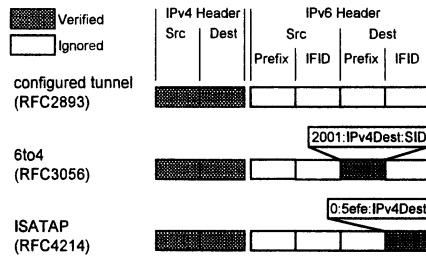 Verified
Ignored
IPv4 Header
IPv6 Header
Src
Dest
Src
Dest
Prefix
IFID
Prefix
IFID
configured tunnel
(RFC2893)
2001:IPv4Dest:SID
6to4
(RFC3056)
0:5efe:IPv4Dest
ISATAP
(RFC4214)